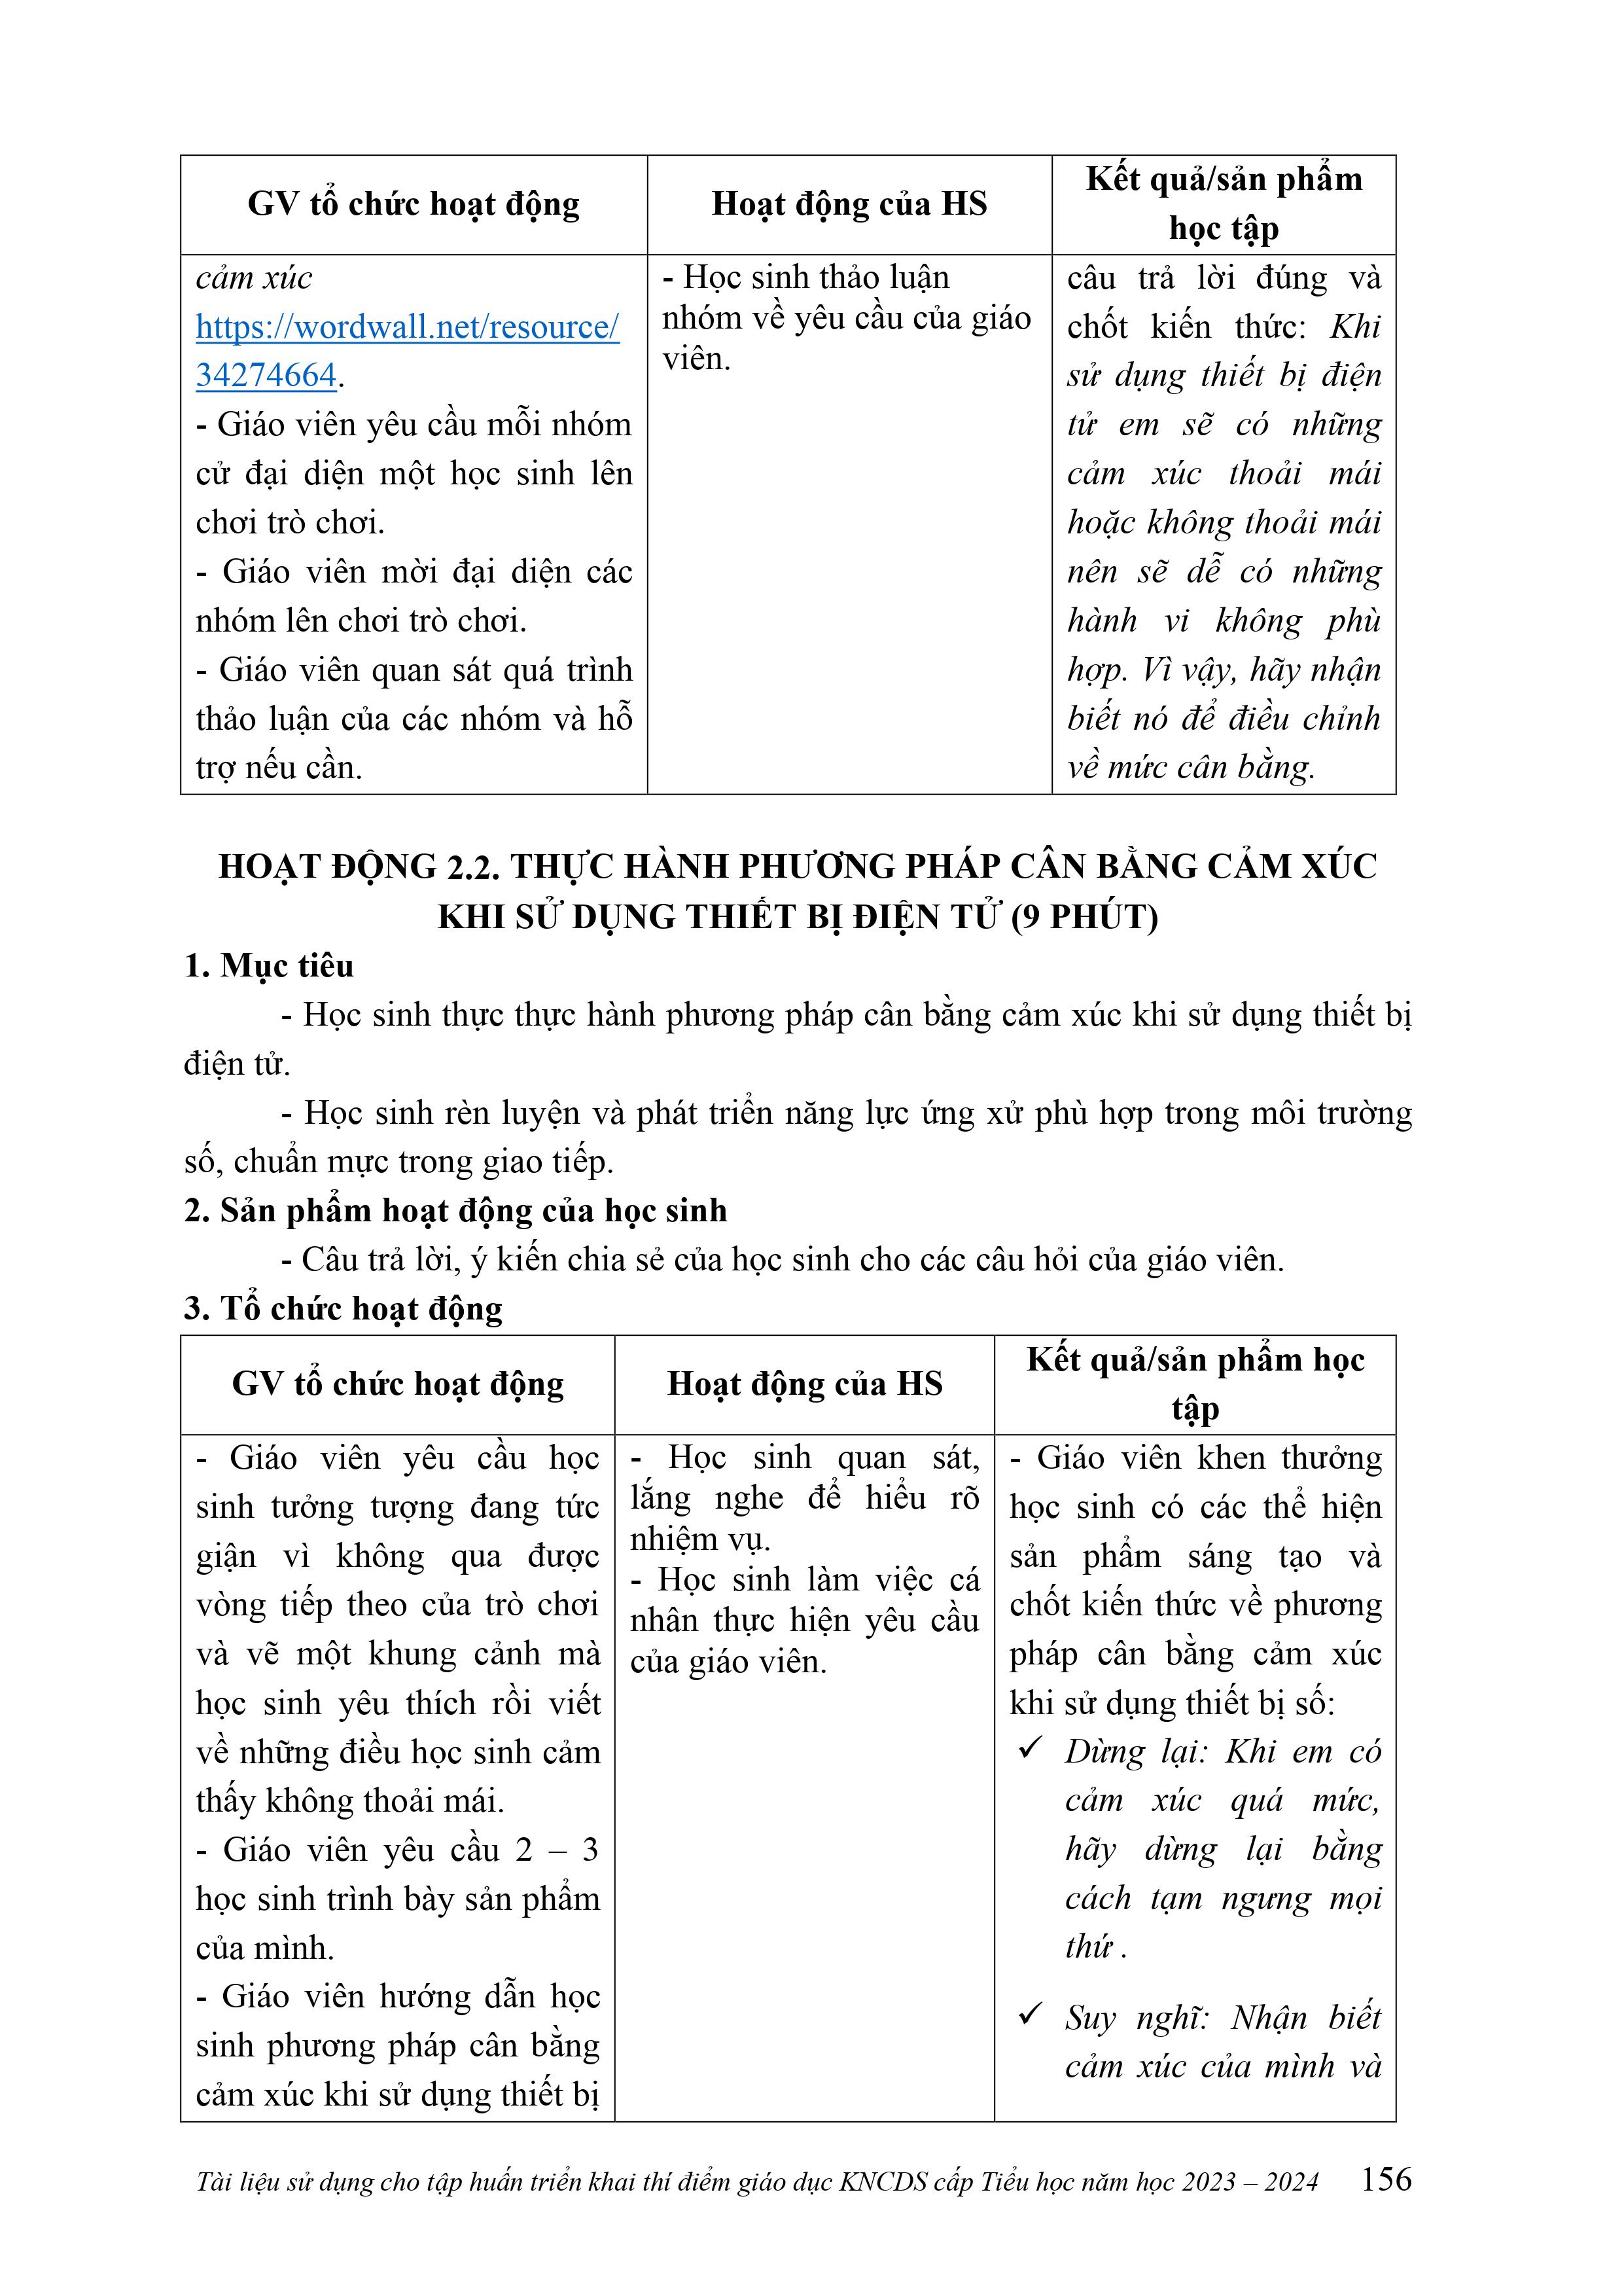 GV tổ chức hoạt động
Hoạt động của HS
Kết quả/sản phẩm
học tập
cảm xúc
https://wordwall.net/resource/
34274664.
- Giáo viên yêu cầu mỗi nhóm
cử đại diện một học sinh lên
chơi trò chơi.
- Giáo viên mời đại diện các
nhóm lên chơi trò chơi.
- Giáo viên quan sát quá trình
thảo luận của các nhóm và hỗ
trợ nếu cần.
- Học sinh thảo luận
nhóm về yêu cầu của giáo
viên.
câu trả lời đúng và
chốt kiến thức: Khi
sử dụng thiết bị điện
tử em sẽ có những
cảm xúc thoải mái
hoặc không thoải mái
nên sẽ dễ có những
hành vi không phù
hợp. Vì vậy, hãy nhận
biết nó để điều chỉnh
về mức cân bằng.
HOẠT ĐỘNG 2.2. THỰC HÀNH PHƯƠNG PHÁP CÂN BẰNG CẢM XÚC
KHI SỬ DỤNG THIẾT BỊ ĐIỆN TỬ (9 PHÚT)
1. Mục tiêu
- Học sinh thực thực hành phương pháp cân bằng cảm xúc khi sử dụng thiết bị
điện tử.
- Học sinh rèn luyện và phát triển năng lực ứng xử phù hợp trong môi trường
số, chuẩn mực trong giao tiếp.
2. Sản phẩm hoạt động của học sinh
- Câu trả lời, ý kiến chia sẻ của học sinh cho các câu hỏi của giáo viên.
3. Tổ chức hoạt động
GV tổ chức hoạt động
Hoạt động của HS
Kết quả/sản phẩm học
tập
- Giáo viên yêu cầu học
sinh tưởng tượng đang tức
giận vì không qua được
vòng tiếp theo của trò chơi
và vẽ một khung cảnh mà
học sinh yêu thích rồi viết
về những điều học sinh cảm
thấy không thoải mái.
- Giáo viên yêu cầu 2 – 3
học sinh trình bày sản phẩm
của mình.
- Giáo viên hướng dẫn học
sinh phương pháp cân bằng
cảm xúc khi sử dụng thiết bị
- Học sinh quan sát,
lắng nghe để hiểu rõ
nhiệm vụ.
- Học sinh làm việc cá
nhân thực hiện yêu cầu
của giáo viên.
- Giáo viên khen thưởng
học sinh có các thể hiện
sản phẩm sáng tạo và
chốt kiến thức về phương
pháp cân bằng cảm xúc
khi sử dụng thiết bị số:
✓ Dừng lại: Khi em có
cảm xúc quá mức,
hãy dừng lại bằng
cách tạm ngưng mọi
thứ .
✓ Suy nghĩ: Nhận biết
cảm xúc của mình và
Tài liệu sử dụng cho tập huấn triển khai thí điểm giáo dục KNCDS cấp Tiểu học năm học 2023 – 2024 156